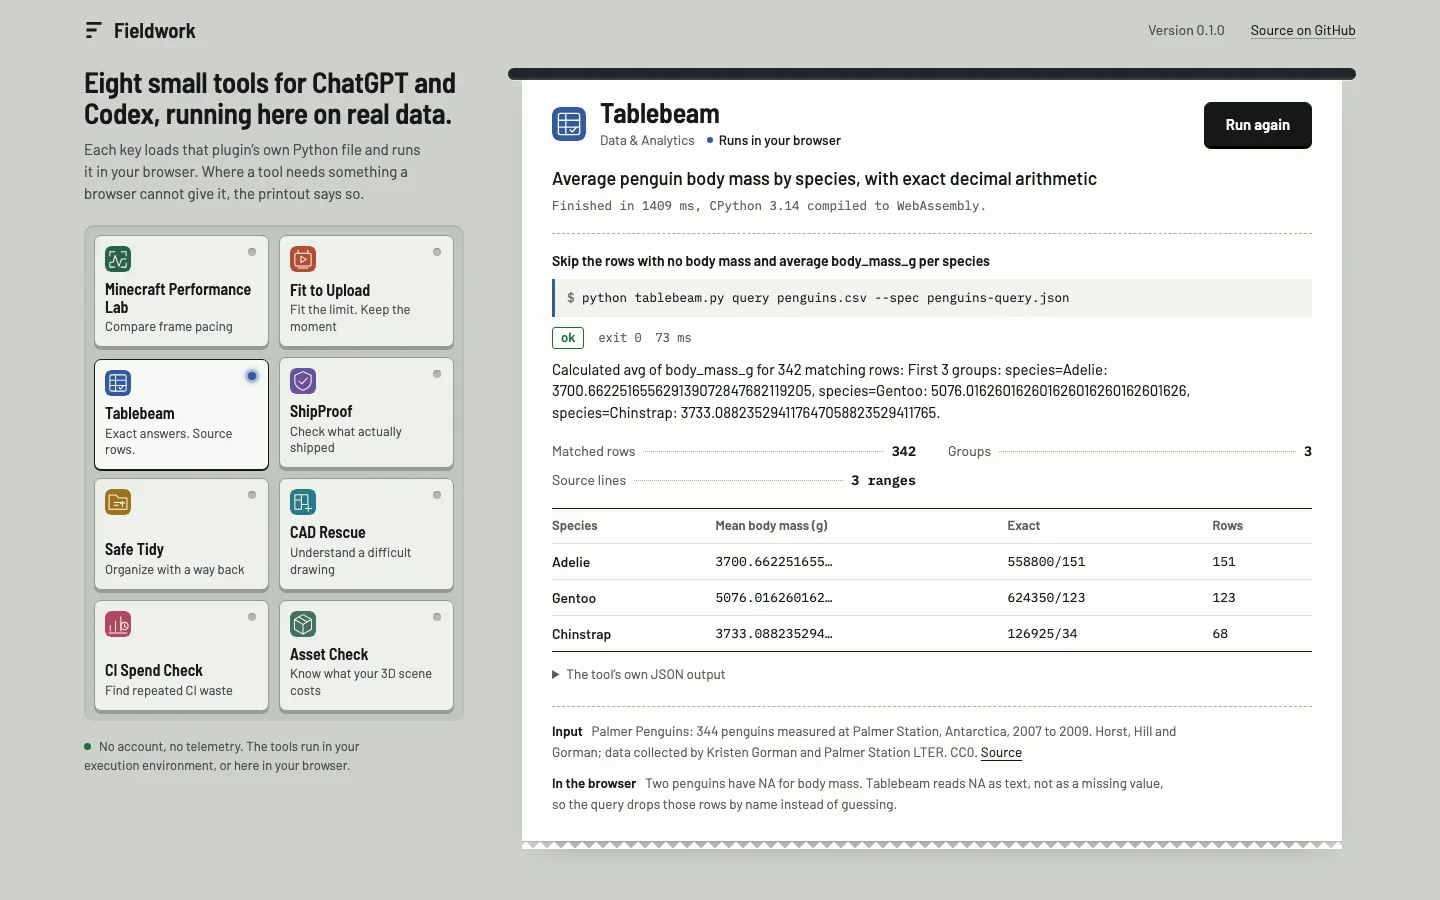 Fieldwork
Version 0.1.0
Source on GitHub
Eight small tools for ChatGPT and
Codex, running here on real data.
Each key loads that plugin's own Python file and runs
it in your browser. Where a tool needs something a
browser cannot give it, the printout says so.
Minecraft Performance
Lab
Compare frame pacing
Fit to Upload
Fit the limit. Keep the
moment
Tablebeam
Exact answers. Source
rows.
ShipProof
Check what actually
shipped
Safe Tidy
Organize with a way back
CAD Rescue
Understand a difficult
drawing
CI Spend Check
Find repeated CI waste
Asset Check
Know what your 3D scene
costs
No account, no telemetry. The tools run in your
execution environment, or here in your browser.
Tablebeam
Data & Analytics
Runs in your browser
Run again
Average penguin body mass by species, with exact decimal arithmetic
Finished in 1409 ms, CPython 3.14 compiled to WebAssembly.
Skip the rows with no body mass and average body_mass_g per species
$ python tablebeam.py query penguins.csv --spec penguins-query.json
ok exit 0 73 ms
Calculated avg of body_mass_g for 342 matching rows: First 3 groups: species=Adelie:
3700.662251655629139072847682119205, species=Gentoo: 5076.016260162601626016260162601626,
species=Chinstrap: 3733.088235294117647058823529411765.
Matched rows 342
Groups 3
Source lines 3 ranges
Species Mean body mass (g) Exact Rows
Adelie 3700.662251655… 558800/151 151
Gentoo 5076.016260162… 624350/123 123
Chinstrap 3733.088235294… 126925/34 68
The tool's own JSON output
Input Palmer Penguins: 344 penguins measured at Palmer Station, Antarctica, 2007 to 2009. Horst, Hill and
Gorman; data collected by Kristen Gorman and Palmer Station LTER. CC0. Source
In the browser Two penguins have NA for body mass. Tablebeam reads NA as text, not as a missing value,
so the query drops those rows by name instead of guessing.